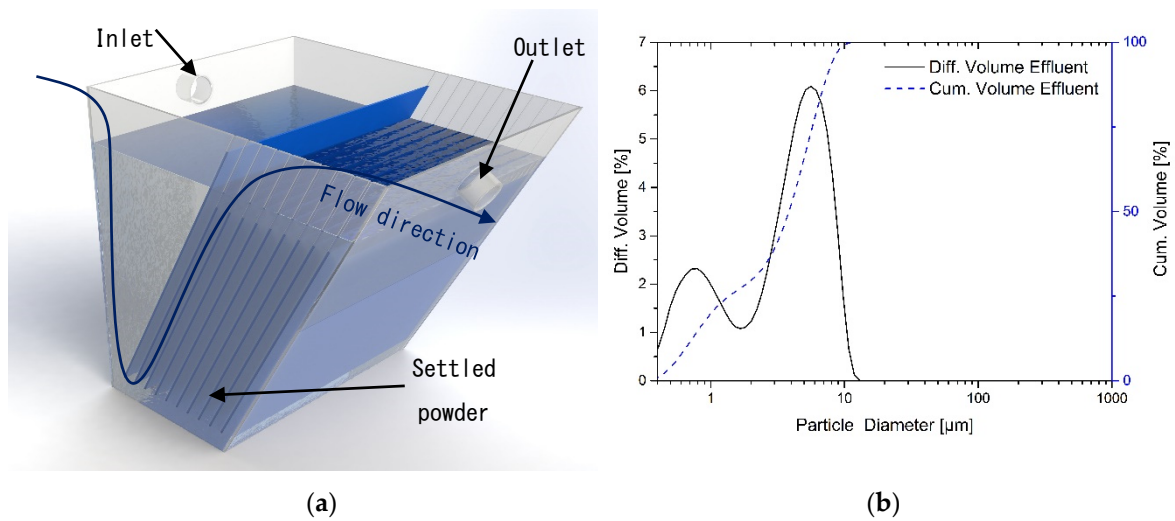 Inlet
Outlet
Flow direction
Settled
powder
(a)
7
6
5
4
3
2
1
0
Diff. Volume [%]
Diff. Volume Effluent
Cum. Volume Effluent
100
50
0
Cum. Volume [%]
1
10
100
1000
Particle Diameter [µm]
(b)